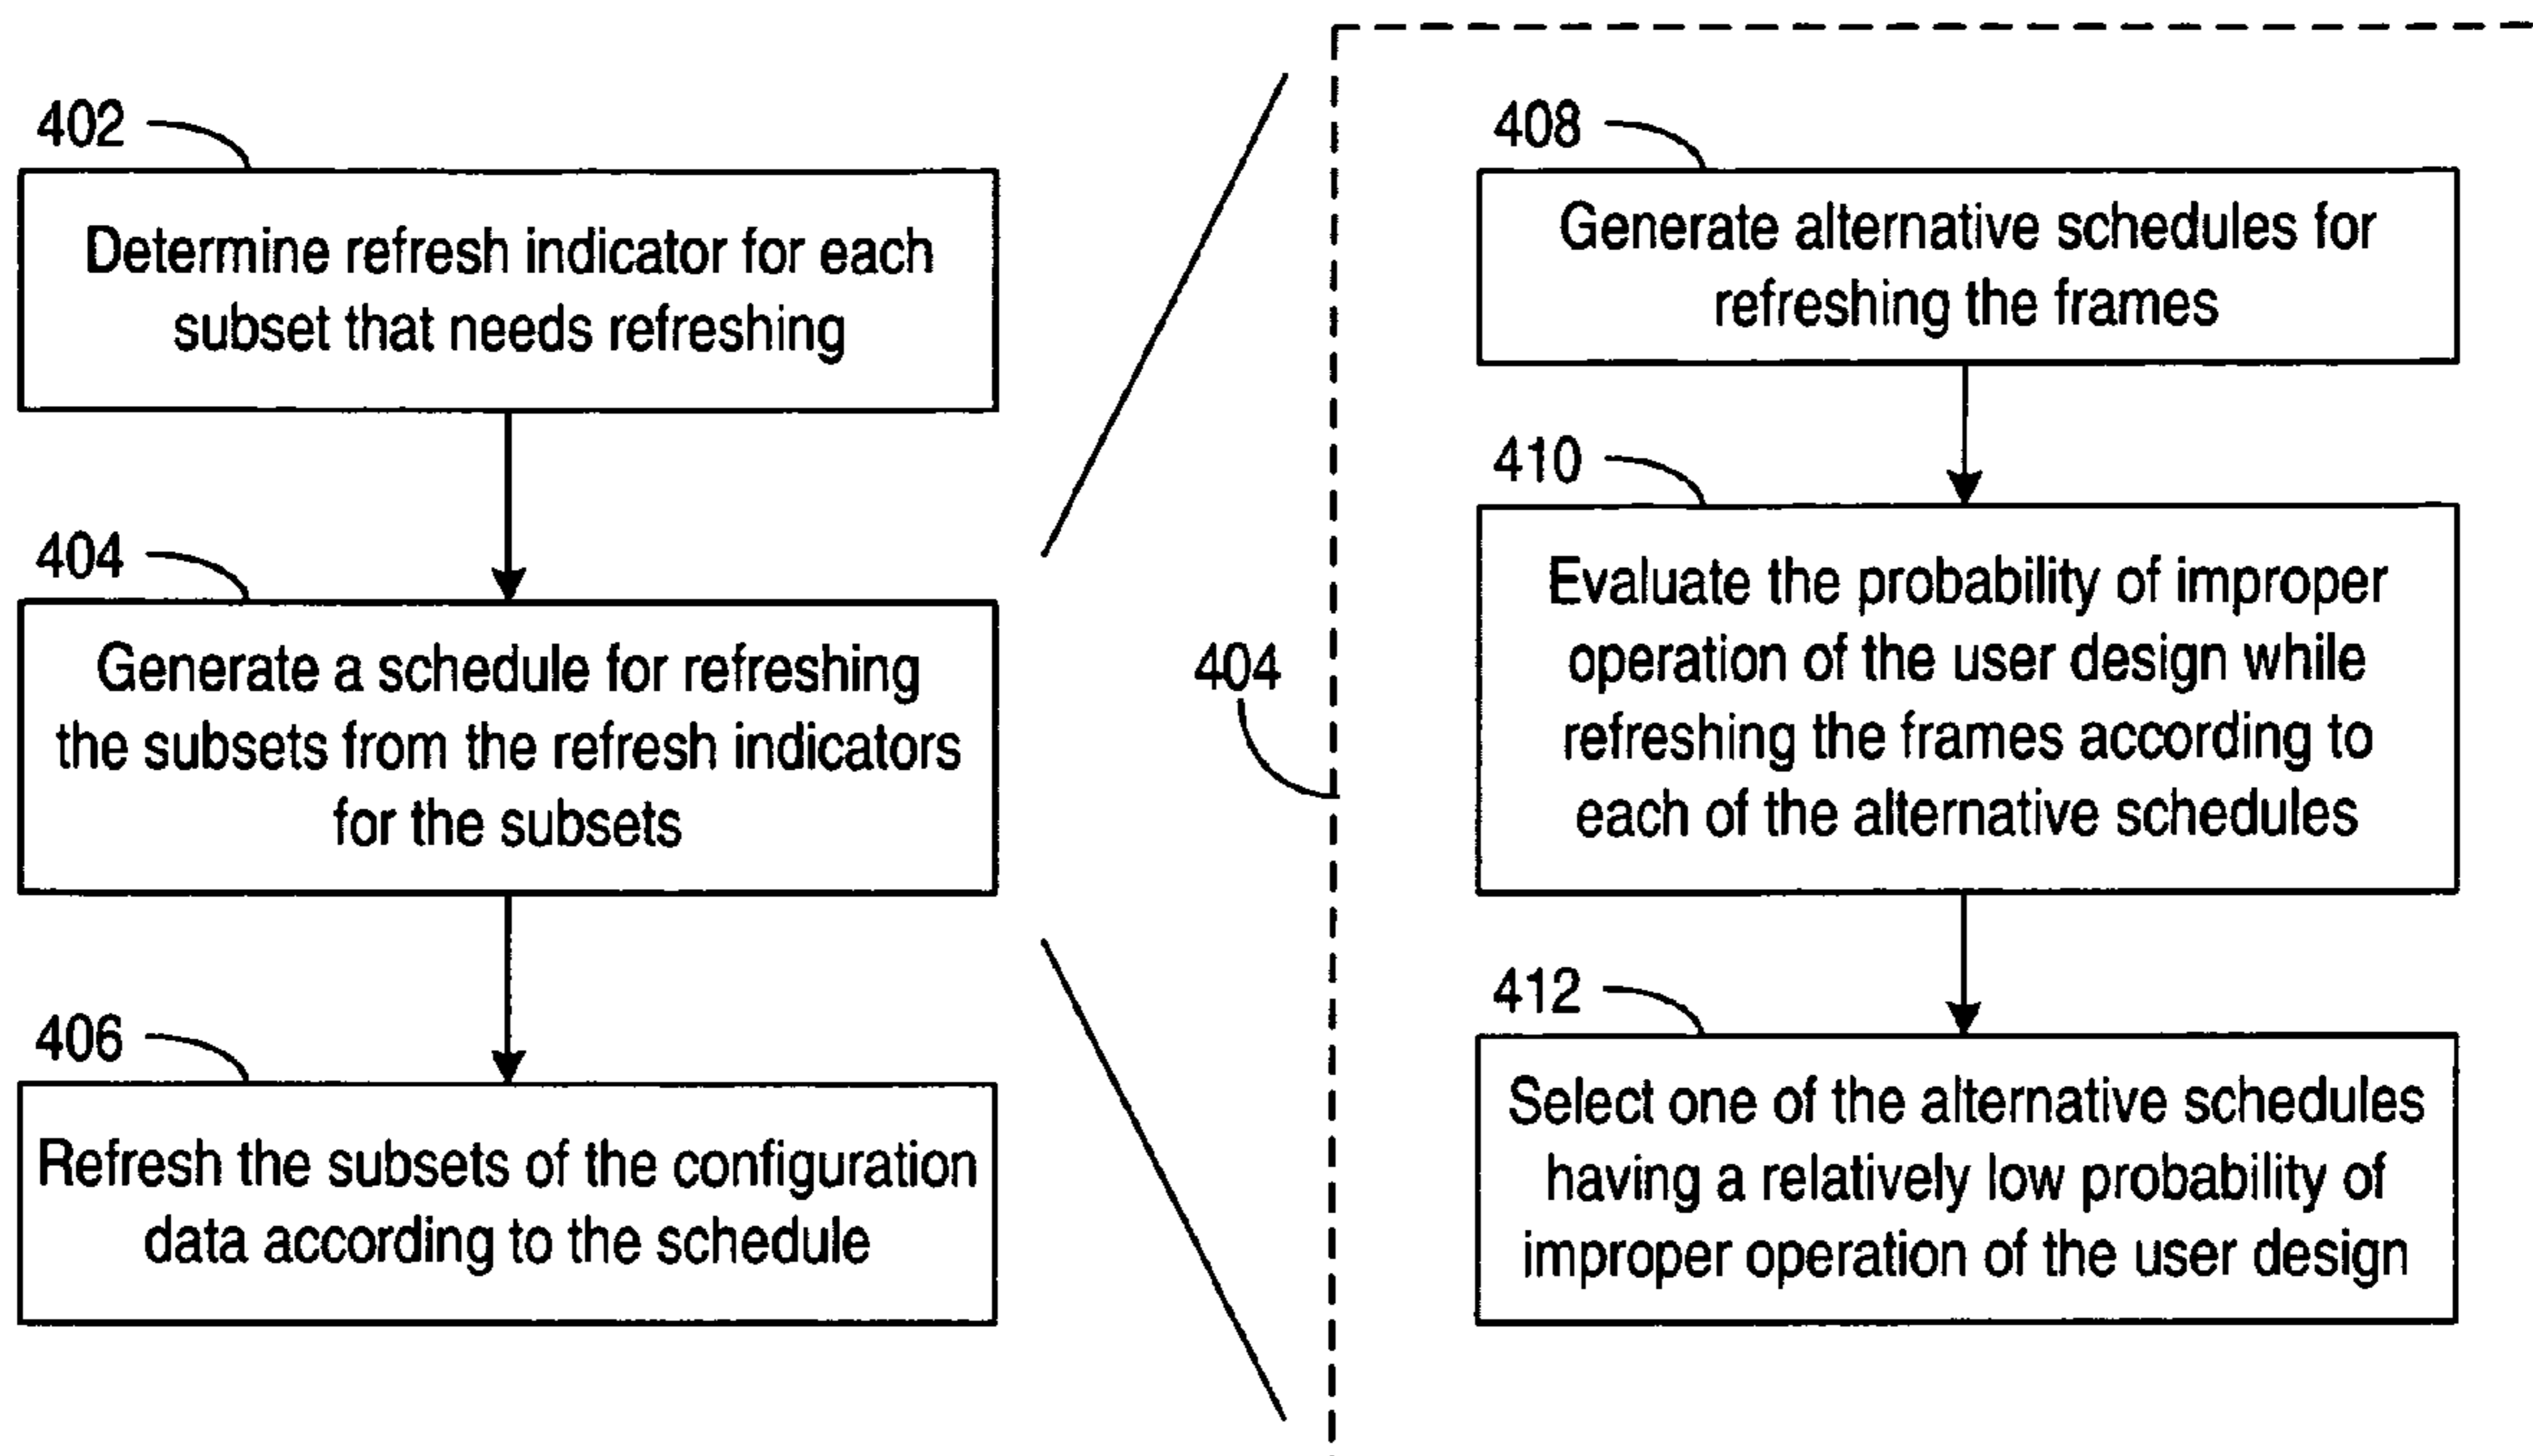 402
Determine refresh indicator for each
subset that needs refreshing
404
Generate a schedule for refreshing
the subsets from the refresh indicators
for the subsets
406
Refresh the subsets of the configuration
data according to the schedule
404
408
Generate alternative schedules for
refreshing the frames
410
Evaluate the probability of improper
operation of the user design while
refreshing the frames according to
each of the alternative schedules
412
Select one of the alternative schedules
having a relatively low probability of
improper operation of the user design